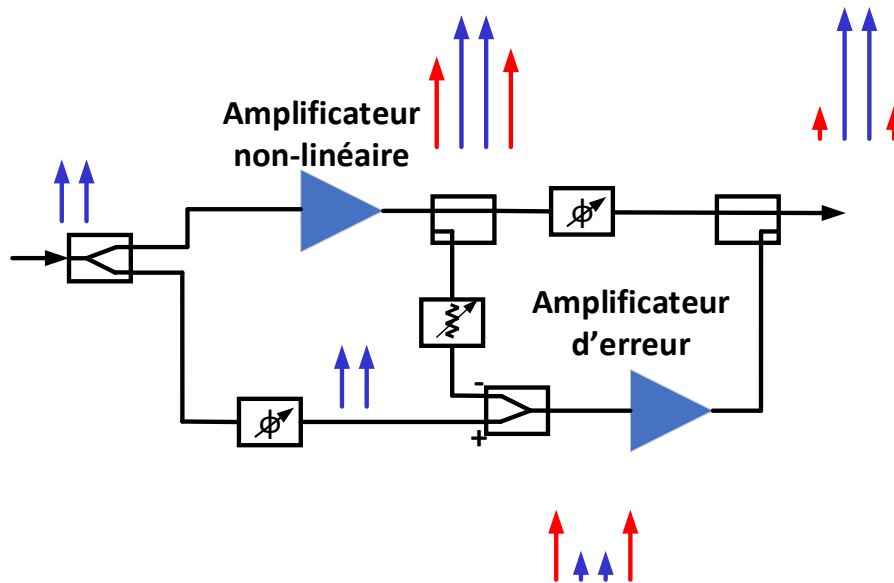 Amplificateur
non-linéaire
ϕ
Amplificateur
d’erreur
-
+
ϕ